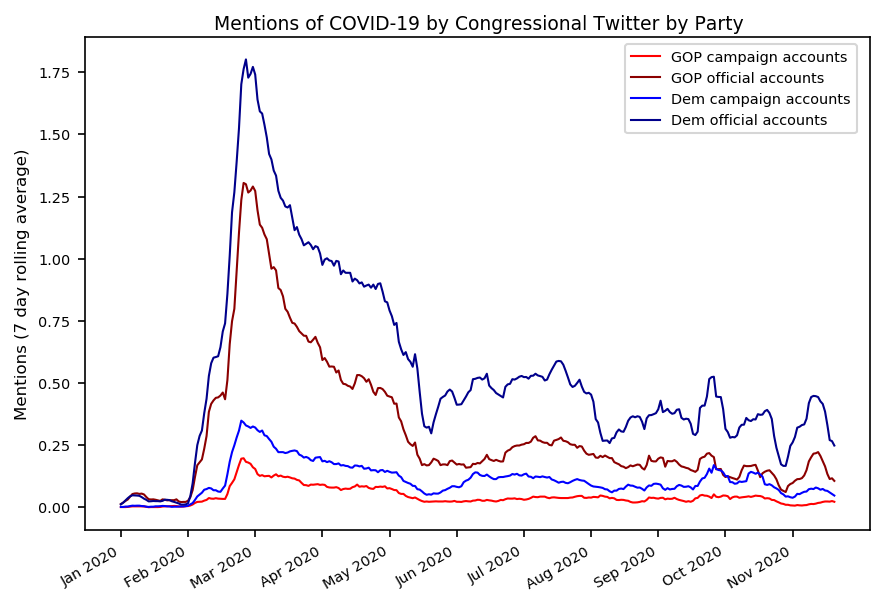 Mentions of COVID-19 by Congressional Twitter by Party
GOP campaign accounts
GOP official accounts
Dem campaign accounts
Dem official accounts
Mentions (7 day rolling average)
1.75
1.50
1.25
1.00
0.75
0.50
0.25
0.00
Jan 2020
Feb 2020
Mar 2020
Apr 2020
May 2020
Jun 2020
Jul 2020
Aug 2020
Sep 2020
Oct 2020
Nov 2020